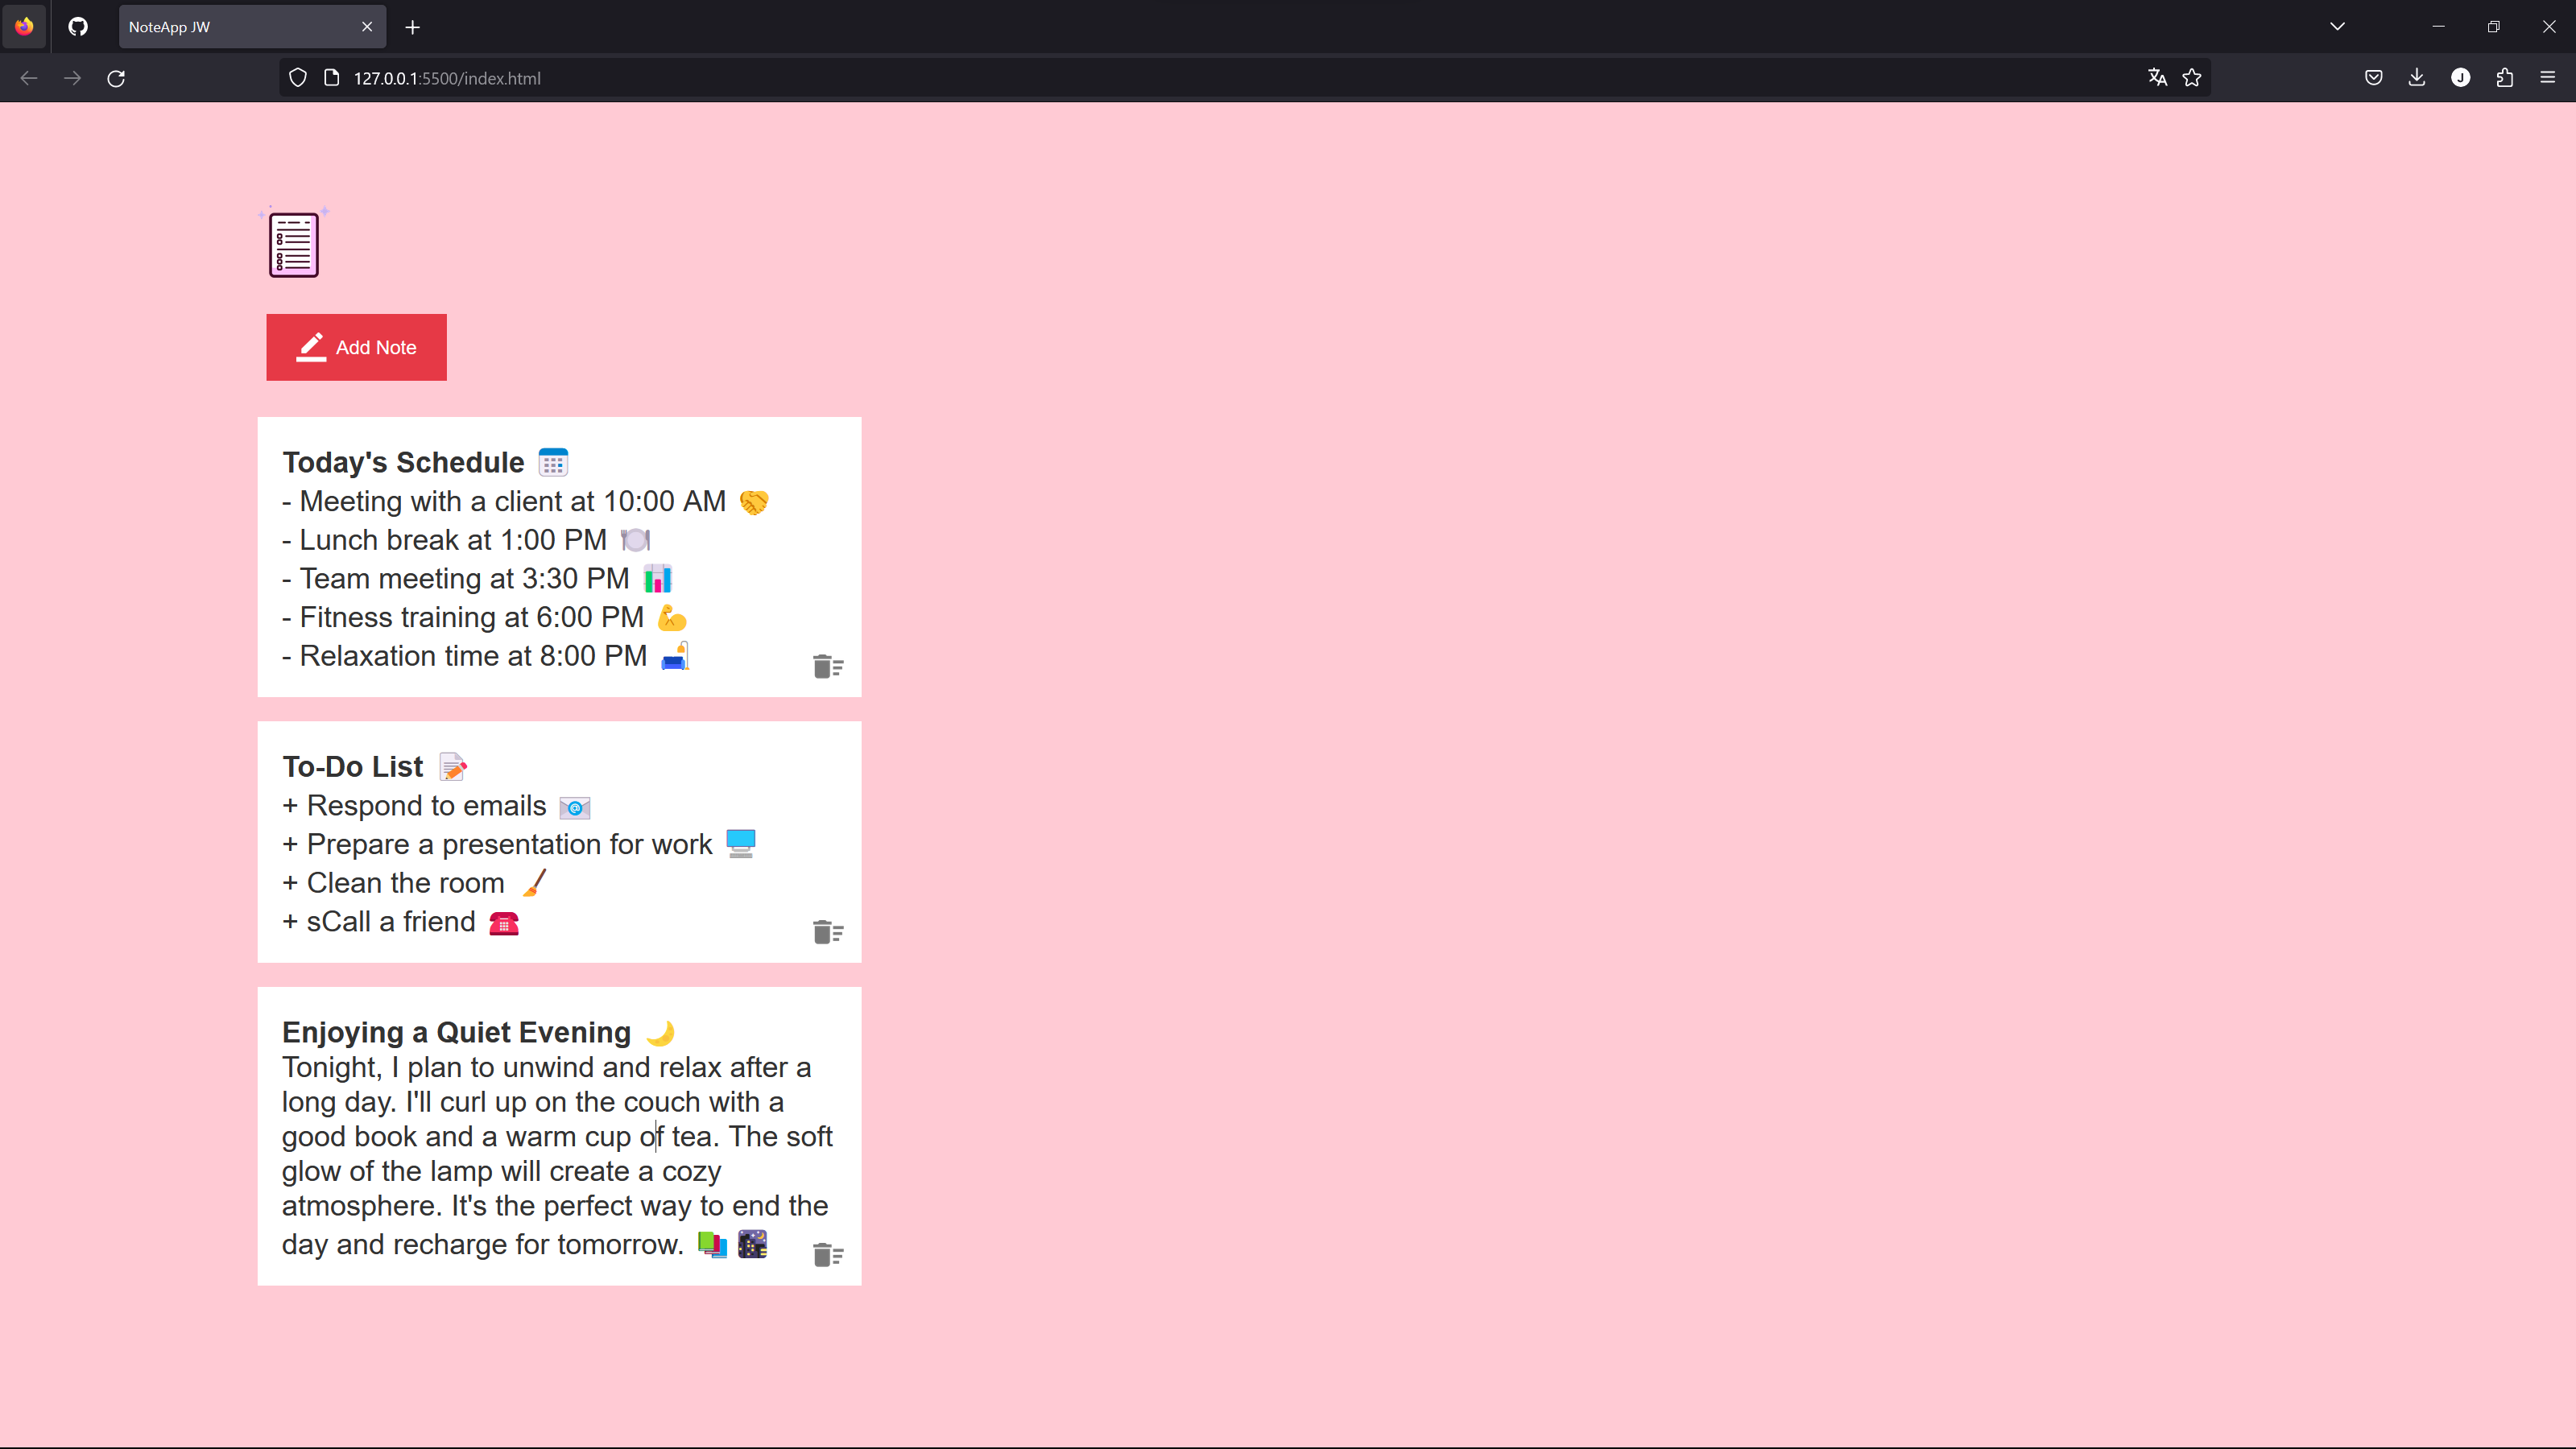 NoteApp JW
127.0.0.1:5500/index.html
J
Add Note
Today's Schedule
- Meeting with a client at 10:00 AM
- Lunch break at 1:00 PM
- Team meeting at 3:30 PM
- Fitness training at 6:00 PM
- Relaxation time at 8:00 PM
To-Do List
+ Respond to emails
+ Prepare a presentation for work
+ Clean the room
+ sCall a friend
Enjoying a Quiet Evening
Tonight, I plan to unwind and relax after a
long day. I'll curl up on the couch with a
good book and a warm cup of tea. The soft
glow of the lamp will create a cozy
atmosphere. It's the perfect way to end the
day and recharge for tomorrow.